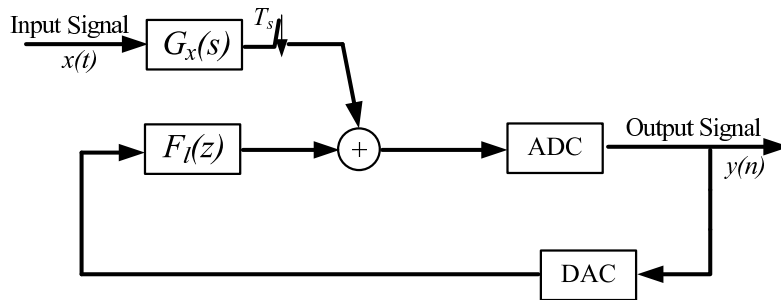 Input Signal
x(t)
Gx(s)
Ts
Fl(z)
+
ADC
Output Signal
y(n)
DAC